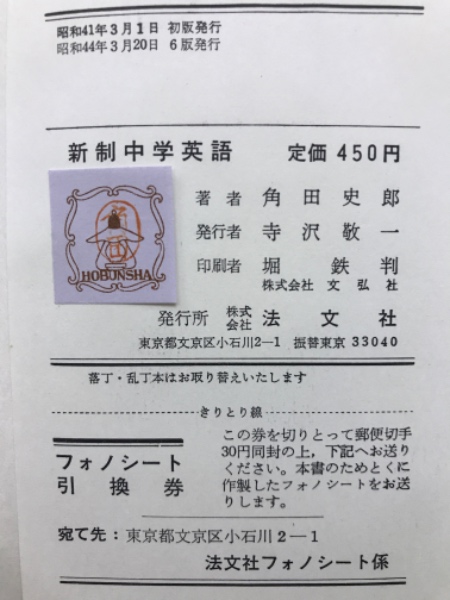 昭和41年3月1日 初版発行
昭和44年3月20日 6版発行
新制中学英語 定価 450円
著者 角田史郎
発行者 寺沢敬一
印刷者 堀鉄判
株式会社 文弘社
HOBUNSHA
発行所 株式会社 法文社
東京都文京区小石川2―1 振替東京 33040
落丁・乱丁本はお取り替えいたします
きりとり線
フォノシート
引換券
この券を切りとって郵便切手
30円同封の上，下記へお送り
ください。本書のためとくに
作製したフォノシートをお送
りします。
宛て先：東京都文京区小石川2―1
法文社フォノシート係